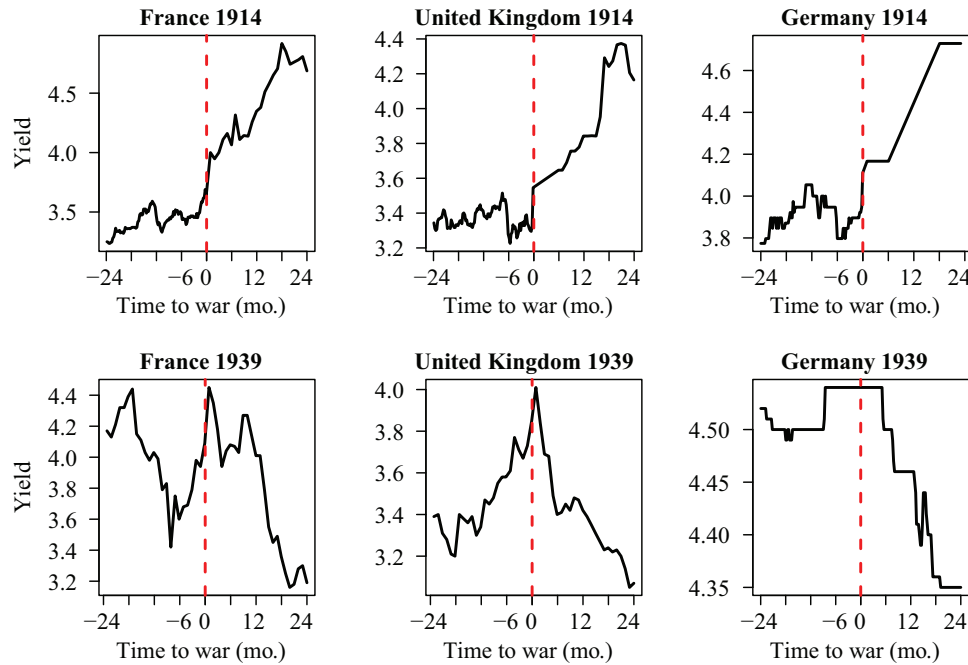 France 1914
United Kingdom 1914
Germany 1914
Yield
4.5
4.0
3.5
−24 −6 0 12 24
Time to war (mo.)
4.4
4.2
4.0
3.8
3.6
3.4
3.2
−24 −6 0 12 24
Time to war (mo.)
4.6
4.4
4.2
4.0
3.8
−24 −6 0 12 24
Time to war (mo.)
France 1939
United Kingdom 1939
Germany 1939
Yield
4.4
4.2
4.0
3.8
3.6
3.4
3.2
−24 −6 0 12 24
Time to war (mo.)
4.0
3.8
3.6
3.4
3.2
−24 −6 0 12 24
Time to war (mo.)
4.50
4.45
4.40
4.35
−24 −6 0 12 24
Time to war (mo.)